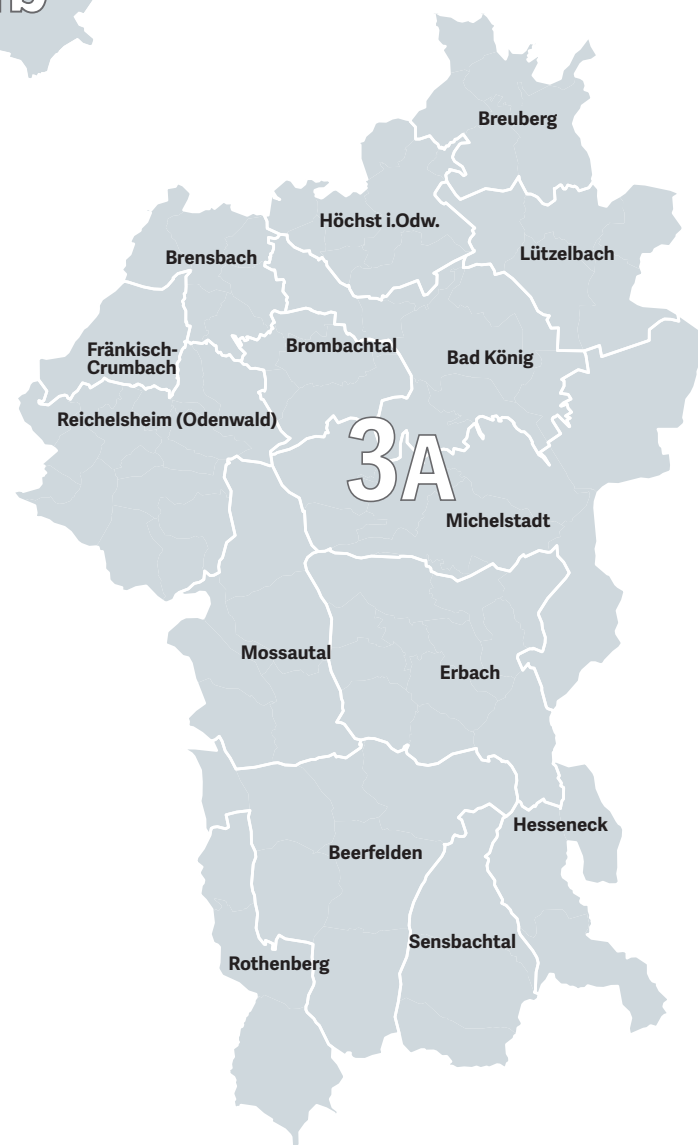 Breuberg
Höchst i.Odw.
Lützelbach
Brensbach
Brombachtal
Fränkisch-
Crumbach
Bad König
Reichelsheim (Odenwald)
3A
Michelstadt
Mossautal
Erbach
Hesseneck
Beerfelden
Sensbachtal
Rothenberg